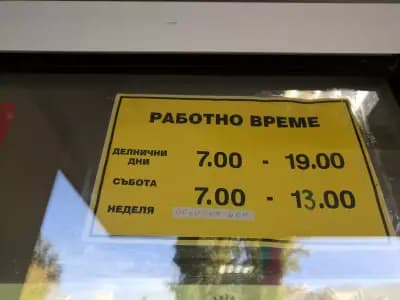 РАБОТНО ВРЕМЕ
ДЕЛНИЧНИ ДНИ 7.00 - 19.00
СЪБОТА 7.00 - 13.00
НЕДЕЛЯ